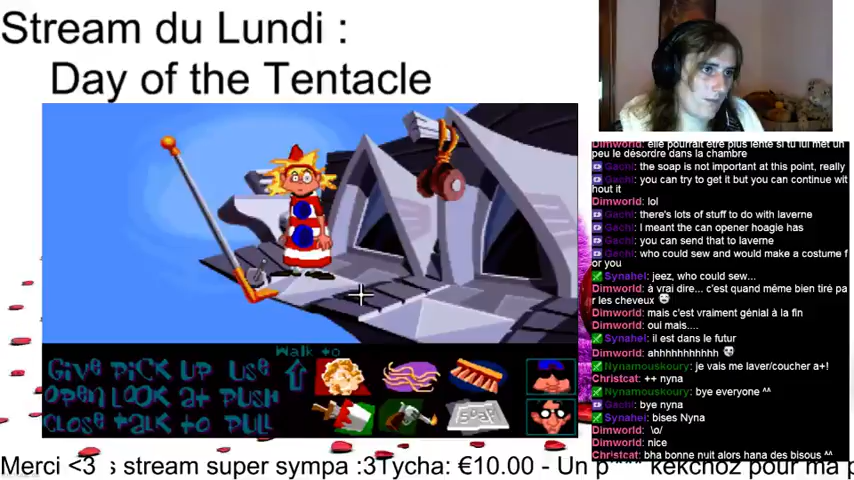 Stream du Lundi :
Day of the Tentacle
Walk to
GIVE PICK UP USE
OPEN LOOK at PUSH
CLOSE talk to PULL
SOAP
Dimworld: elle pourrait être plus lente si tu lui met un
peu le désordre dans la chambre
Gachi: the soap is not important at this point, really
Gachi: you can try to get it but you can continue wit
hout it
Dimworld: lol
Gachi: there's lots of stuff to do with laverne
Gachi: I meant the can opener hoagie has
Gachi: you can send that to laverne
Gachi: who could sew and would make a costume f
or you
Synahel: jeez, who could sew...
Dimworld: à vrai dire... c'est quand même bien tiré pa
r les cheveux
Dimworld: mais c'est vraiment génial à la fin
Dimworld: oui mais....
Synahel: il est dans le futur
Dimworld: ahhhhhhhhhhh
Nynamouskoury: je vais me laver/coucher a+!
Christcat: ++ nyna
Nynamouskoury: bye everyone ^^
Gachi: bye nyna
Synahel: bises Nyna
Dimworld: \o/
Dimworld: nice
Christcat: bha bonne nuit alors hana des bisous ^^
Merci <3 s stream super sympa :3Tycha: €10.00 - Un p kekchoz pour ma p